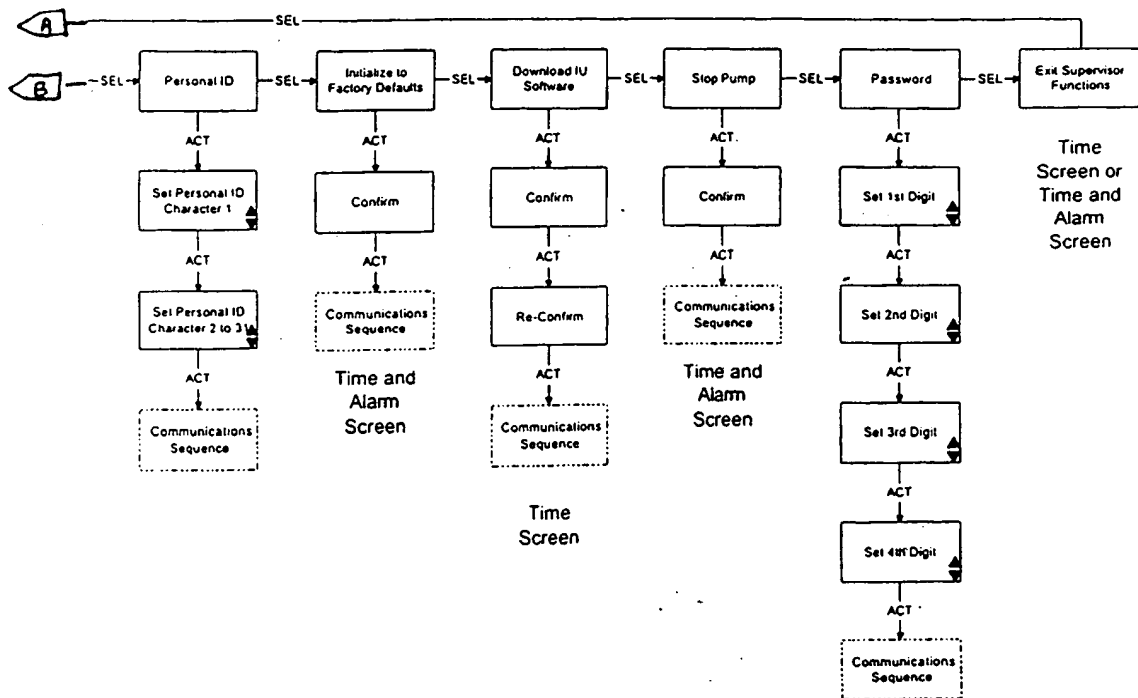 A
SEL
B
SEL
Personal ID
SEL
Initialize to
Factory Defaults
SEL
Download IU
Software
SEL
Stop Pump
SEL
Password
SEL
Exit Supervisor
Functions
ACT
ACT
ACT
ACT.
ACT
Set Personal ID
Character 1
Confirm
Confirm
Confirm
Set 1st Digit
Time
Screen or
Time and
Alarm
Screen
ACT
ACT
ACT
ACT
ACT
Set Personal ID
Character 2 to 31
Communications
Sequence
Re-Confirm
Communications
Sequence
Set 2nd Digit
Time and
Alarm
Screen
Time and
Alarm
Screen
ACT
ACT
ACT
Communications
Sequence
Communications
Sequence
Set 3rd Digit
Time
Screen
ACT
Set 4th Digit
ACT
Communications
Sequence